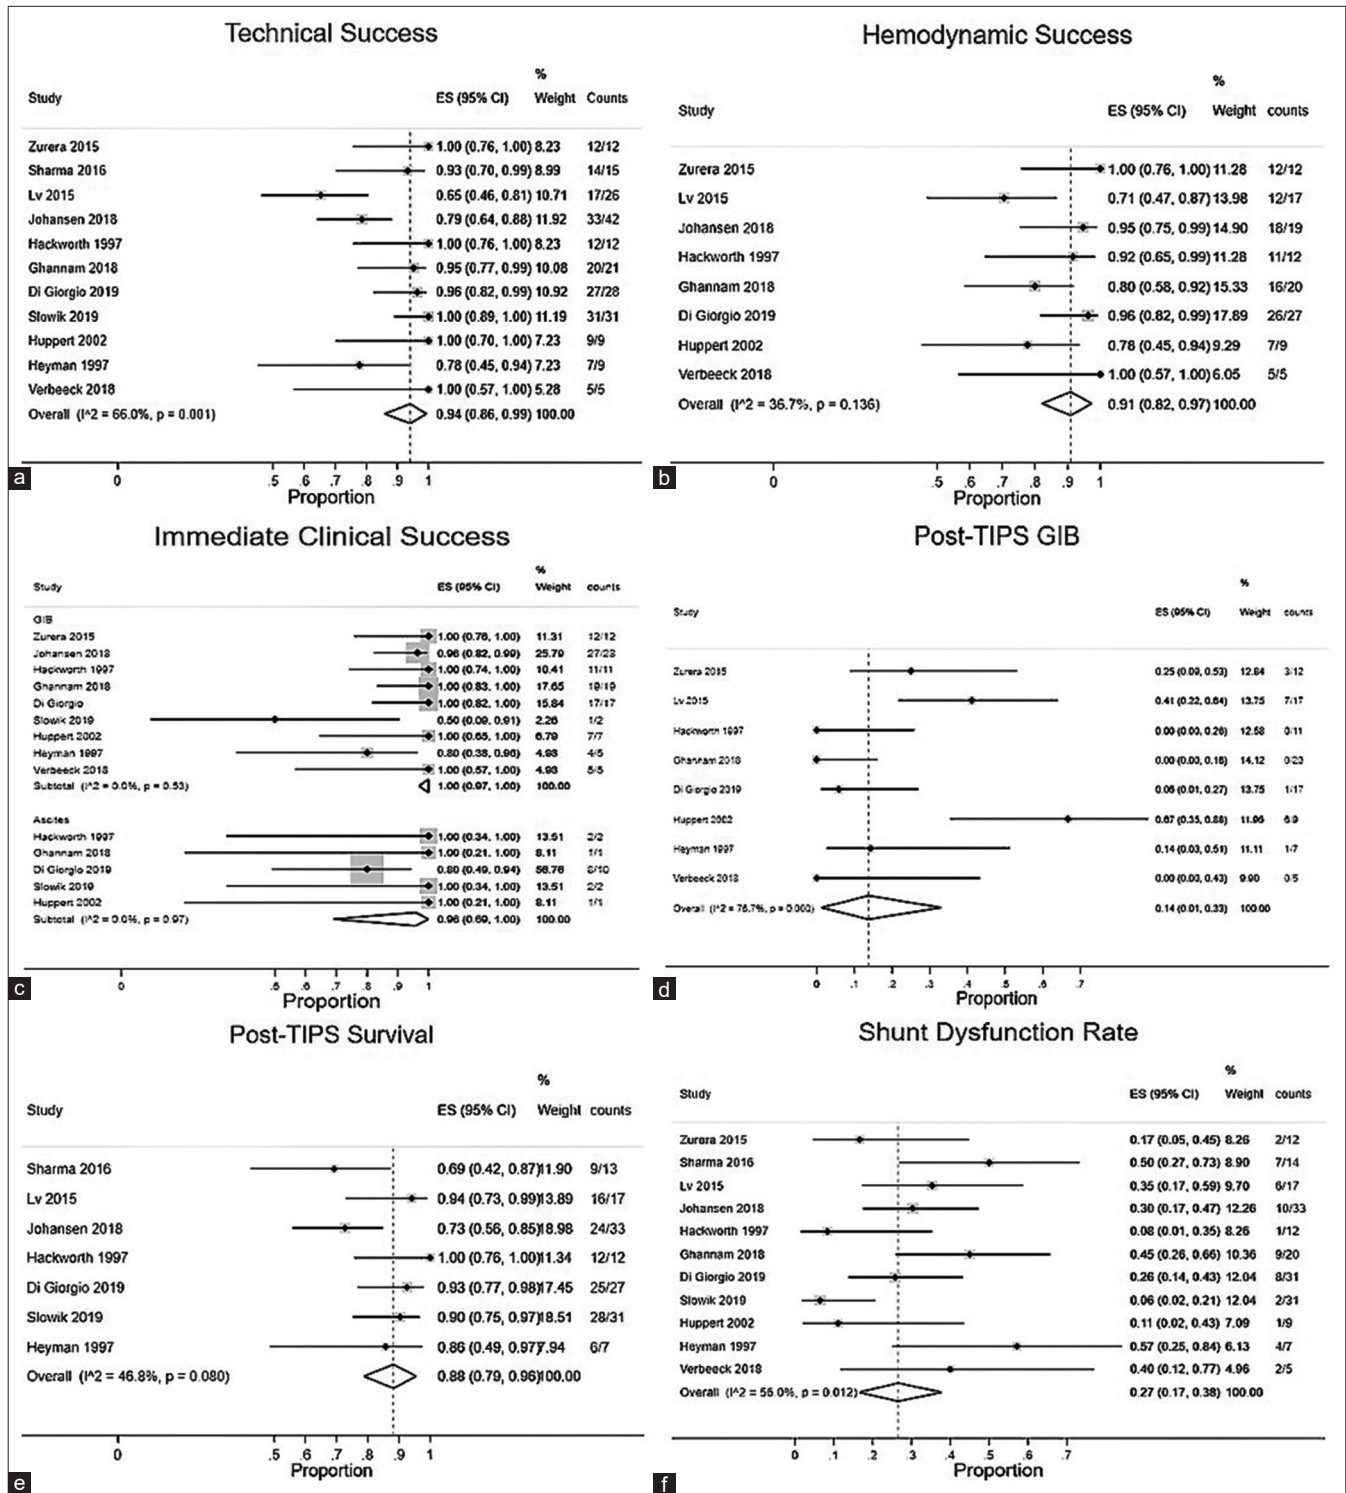 Technical Success
%
Study ES (95% CI) Weight Counts
Zurera 2015 1.00 (0.76, 1.00) 8.23 12/12
Sharma 2016 0.93 (0.70, 0.99) 8.99 14/15
Lv 2015 0.65 (0.46, 0.81) 10.71 17/26
Johansen 2018 0.79 (0.64, 0.88) 11.92 33/42
Hackworth 1997 1.00 (0.76, 1.00) 8.23 12/12
Ghannam 2018 0.95 (0.77, 0.99) 10.08 20/21
Di Giorgio 2019 0.96 (0.82, 0.99) 10.92 27/28
Slowik 2019 1.00 (0.89, 1.00) 11.19 31/31
Huppert 2002 1.00 (0.70, 1.00) 7.23 9/9
Heyman 1997 0.78 (0.45, 0.94) 7.23 7/9
Verbeeck 2018 1.00 (0.57, 1.00) 5.28 5/5
Overall (I^2 = 66.0%, p = 0.001) 0.94 (0.86, 0.99) 100.00
0 .5 .6 .7 .8 .9 1
Proportion
a
Hemodynamic Success
%
Study ES (95% CI) Weight counts
Zurera 2015 1.00 (0.76, 1.00) 11.28 12/12
Lv 2015 0.71 (0.47, 0.87) 13.98 12/17
Johansen 2018 0.95 (0.75, 0.99) 14.90 18/19
Hackworth 1997 0.92 (0.65, 0.99) 11.28 11/12
Ghannam 2018 0.80 (0.58, 0.92) 15.33 16/20
Di Giorgio 2019 0.96 (0.82, 0.99) 17.89 26/27
Huppert 2002 0.78 (0.45, 0.94) 9.29 7/9
Verbeeck 2018 1.00 (0.57, 1.00) 6.05 5/5
Overall (I^2 = 36.7%, p = 0.136) 0.91 (0.82, 0.97) 100.00
0 .5 .6 .7 .8 .9 1
Proportion
b
Immediate Clinical Success
%
Study ES (95% CI) Weight counts
GIB
Zurera 2015 1.00 (0.76, 1.00) 11.31 12/12
Johansen 2018 0.96 (0.82, 0.99) 25.79 27/28
Hackworth 1997 1.00 (0.74, 1.00) 10.41 11/11
Ghannam 2018 1.00 (0.83, 1.00) 17.65 19/19
Di Giorgio 1.00 (0.82, 1.00) 15.84 17/17
Slowik 2019 0.50 (0.09, 0.91) 2.26 1/2
Huppert 2002 1.00 (0.65, 1.00) 6.79 7/7
Heyman 1997 0.80 (0.38, 0.96) 4.98 4/5
Verbeeck 2018 1.00 (0.57, 1.00) 4.98 5/5
Subtotal (I^2 = 0.0%, p = 0.53) 1.00 (0.97, 1.00) 100.00
Ascites
Hackworth 1997 1.00 (0.34, 1.00) 13.51 2/2
Ghannam 2018 1.00 (0.21, 1.00) 8.11 1/1
Di Giorgio 2019 0.80 (0.49, 0.94) 56.76 8/10
Slowik 2019 1.00 (0.34, 1.00) 13.51 2/2
Huppert 2002 1.00 (0.21, 1.00) 8.11 1/1
Subtotal (I^2 = 0.0%, p = 0.97) 0.96 (0.69, 1.00) 100.00
0 .5 .6 .7 .8 .9 1
Proportion
c
Post-TIPS GIB
%
Study ES (95% CI) Weight counts
Zurera 2015 0.25 (0.09, 0.53) 12.84 3/12
Lv 2015 0.41 (0.22, 0.64) 13.75 7/17
Hackworth 1997 0.00 (0.00, 0.26) 12.58 0/11
Ghannam 2018 0.00 (0.00, 0.16) 14.12 0/20
Di Giorgio 2019 0.06 (0.01, 0.27) 13.75 1/17
Huppert 2002 0.67 (0.35, 0.88) 11.96 6/9
Heyman 1997 0.14 (0.03, 0.51) 11.11 1/7
Verbeeck 2018 0.00 (0.00, 0.43) 9.90 0/5
Overall (I^2 = 76.7%, p = 0.000) 0.14 (0.01, 0.33) 100.00
0 .1 .2 .3 .4 .5 .6 .7
Proportion
d
Post-TIPS Survival
%
Study ES (95% CI) Weight counts
Sharma 2016 0.69 (0.42, 0.87) 11.90 9/13
Lv 2015 0.94 (0.73, 0.99) 13.89 16/17
Johansen 2018 0.73 (0.56, 0.85) 18.98 24/33
Hackworth 1997 1.00 (0.76, 1.00) 11.34 12/12
Di Giorgio 2019 0.93 (0.77, 0.98) 17.45 25/27
Slowik 2019 0.90 (0.75, 0.97) 18.51 28/31
Heyman 1997 0.86 (0.49, 0.97) 7.94 6/7
Overall (I^2 = 46.8%, p = 0.080) 0.88 (0.79, 0.96) 100.00
0 .5 .6 .7 .8 .9 1
Proportion
e
Shunt Dysfunction Rate
%
Study ES (95% CI) Weight counts
Zurera 2015 0.17 (0.05, 0.45) 8.26 2/12
Sharma 2016 0.50 (0.27, 0.73) 8.90 7/14
Lv 2015 0.35 (0.17, 0.59) 9.70 6/17
Johansen 2018 0.30 (0.17, 0.47) 12.26 10/33
Hackworth 1997 0.08 (0.01, 0.35) 8.26 1/12
Ghannam 2018 0.45 (0.26, 0.66) 10.36 9/20
Di Giorgio 2019 0.26 (0.14, 0.43) 12.04 8/31
Slowik 2019 0.06 (0.02, 0.21) 12.04 2/31
Huppert 2002 0.11 (0.02, 0.43) 7.09 1/9
Heyman 1997 0.57 (0.25, 0.84) 6.13 4/7
Verbeeck 2018 0.40 (0.12, 0.77) 4.96 2/5
Overall (I^2 = 56.0%, p = 0.012) 0.27 (0.17, 0.38) 100.00
0 .1 .2 .3 .4 .5 .6 .7
Proportion
f